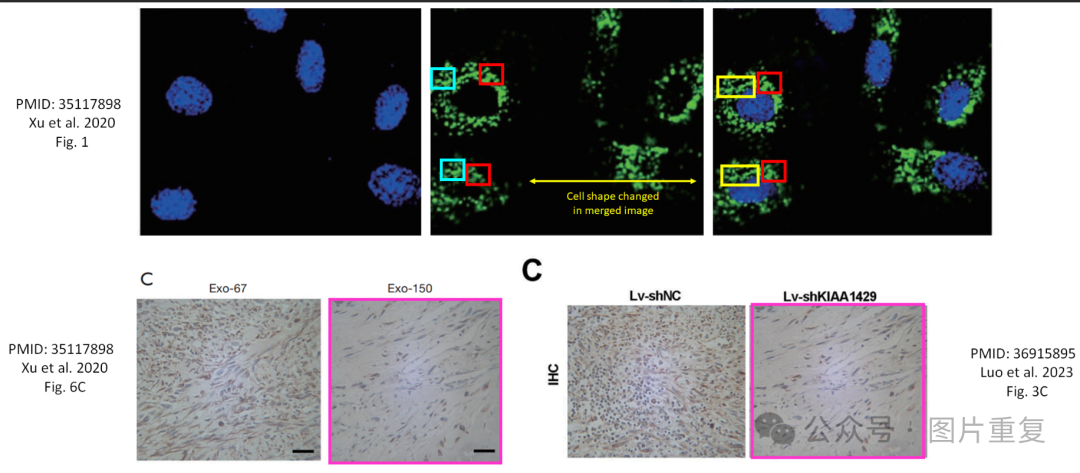 PMID: 35117898
Xu et al. 2020
Fig. 1
Cell shape changed
in merged image
C
Exo-67
Exo-150
PMID: 35117898
Xu et al. 2020
Fig. 6C
C
Lv-shNC
Lv-shKIAA1429
IHC
PMID: 36915895
Luo et al. 2023
Fig. 3C
公众号 图片重复